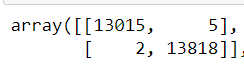 array([[13015,     5],
       [    2, 13818]],